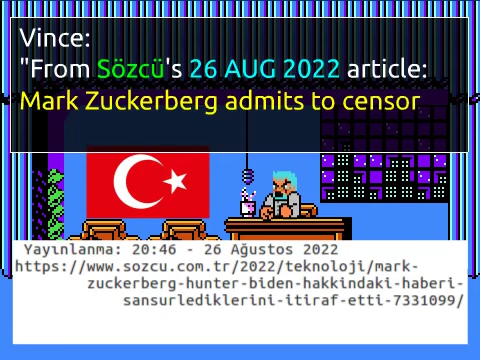 Vince:
"From Sözcü's 26 AUG 2022 article:
Mark Zuckerberg admits to censor
Yayınlanma: 20:46 - 26 Ağustos 2022
https://www.sozcu.com.tr/2022/teknoloji/mark-
zuckerberg-hunter-biden-hakkindaki-haberi-
sansurlediklerini-itiraf-etti-7331099/